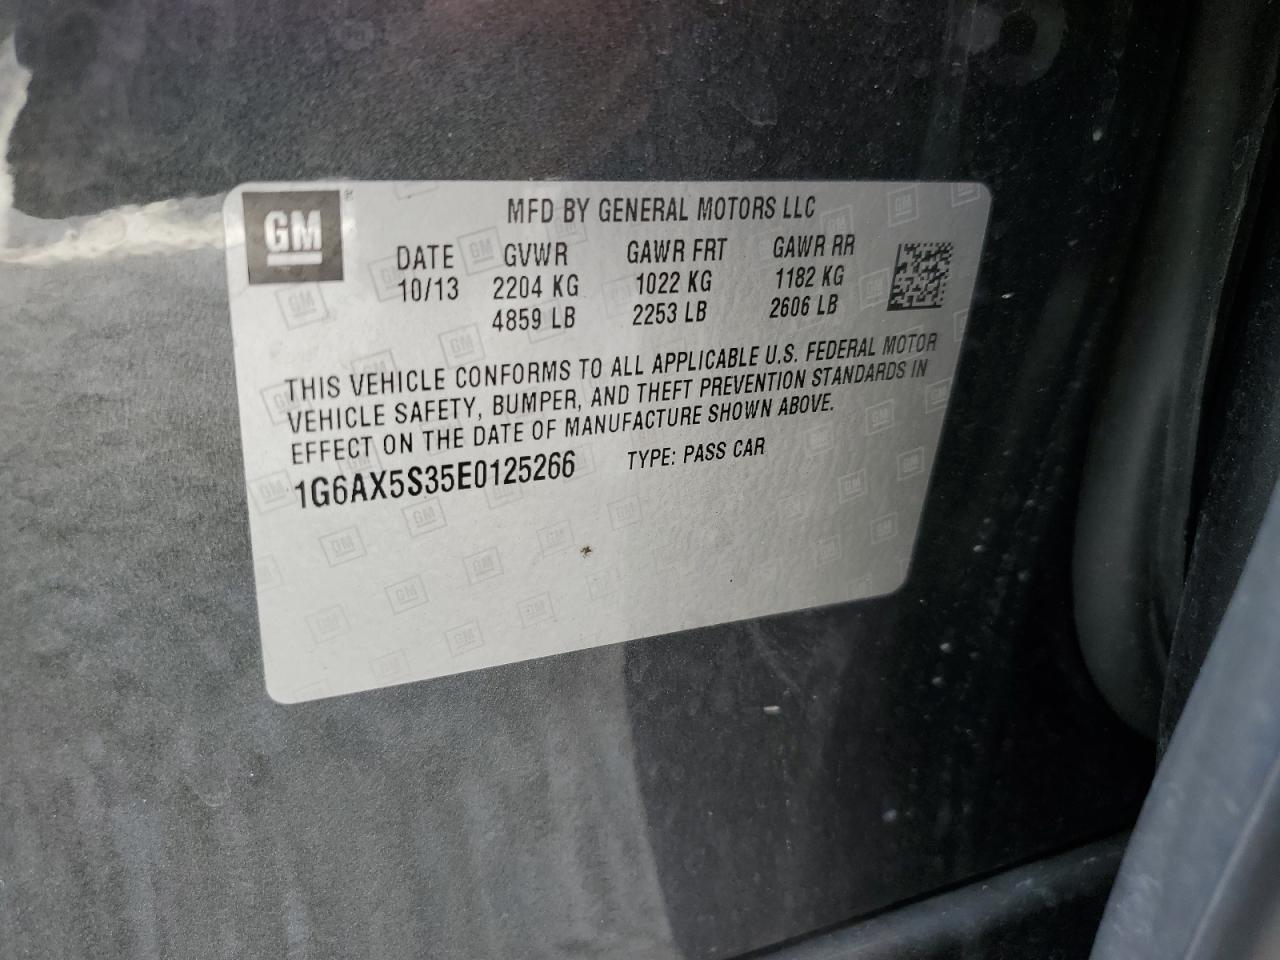 GM
MFD BY GENERAL MOTORS LLC
DATE GVWR GAWR FRT GAWR RR
10/13 2204 KG 1022 KG 1182 KG
4859 LB 2253 LB 2606 LB
THIS VEHICLE CONFORMS TO ALL APPLICABLE U.S. FEDERAL MOTOR
VEHICLE SAFETY, BUMPER, AND THEFT PREVENTION STANDARDS IN
EFFECT ON THE DATE OF MANUFACTURE SHOWN ABOVE.
1G6AX5S35E0125266 TYPE: PASS CAR